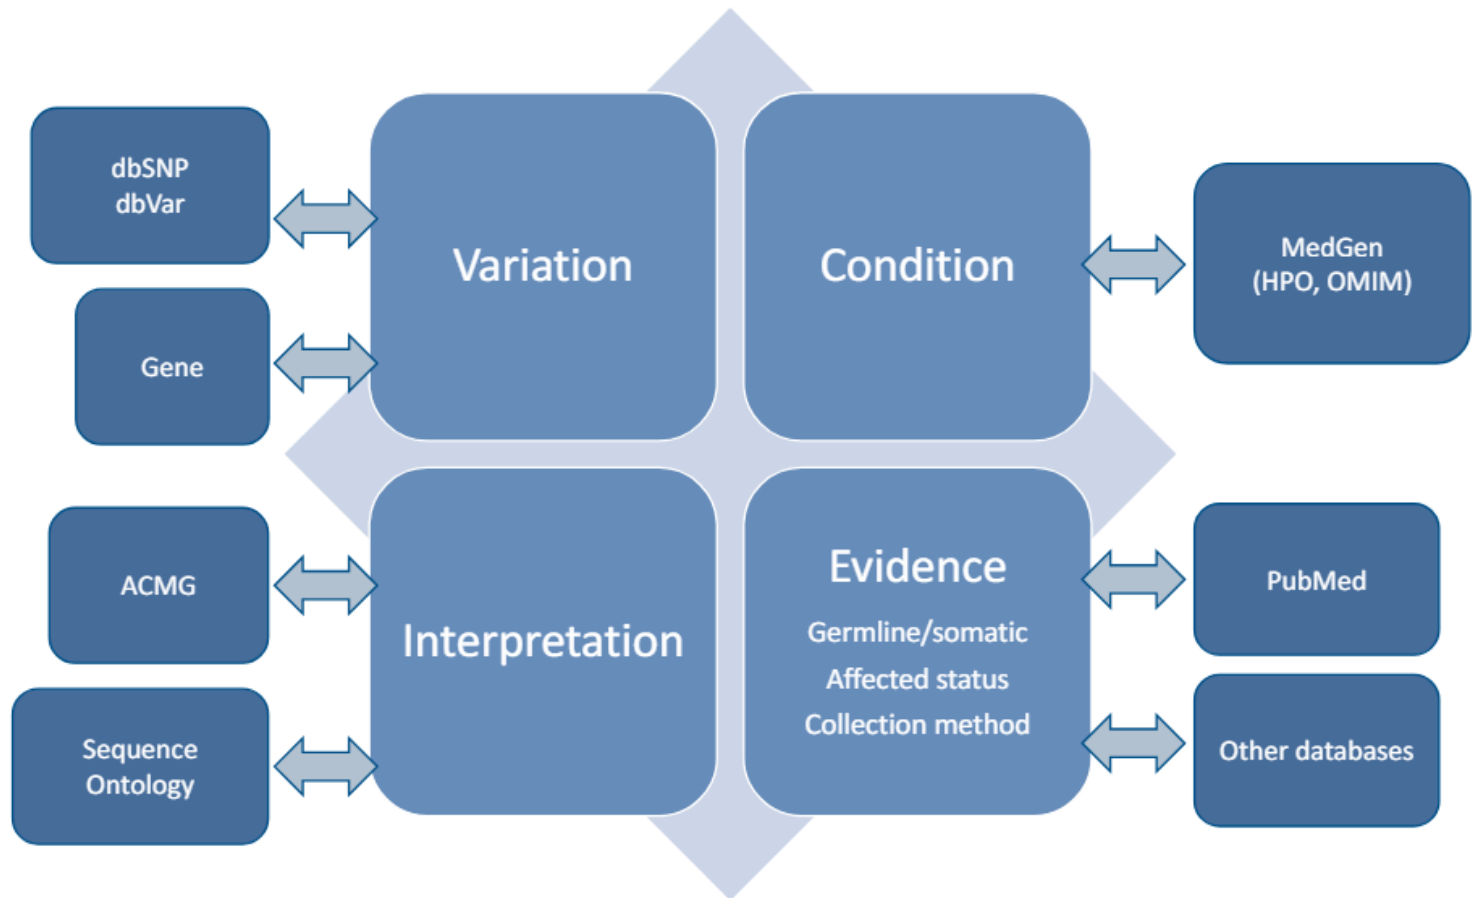 dbSNP
dbVar
Gene
Variation
Condition
MedGen
(HPO, OMIM)
ACMG
Sequence
Ontology
Interpretation
Evidence
Germline/somatic
Affected status
Collection method
PubMed
Other databases